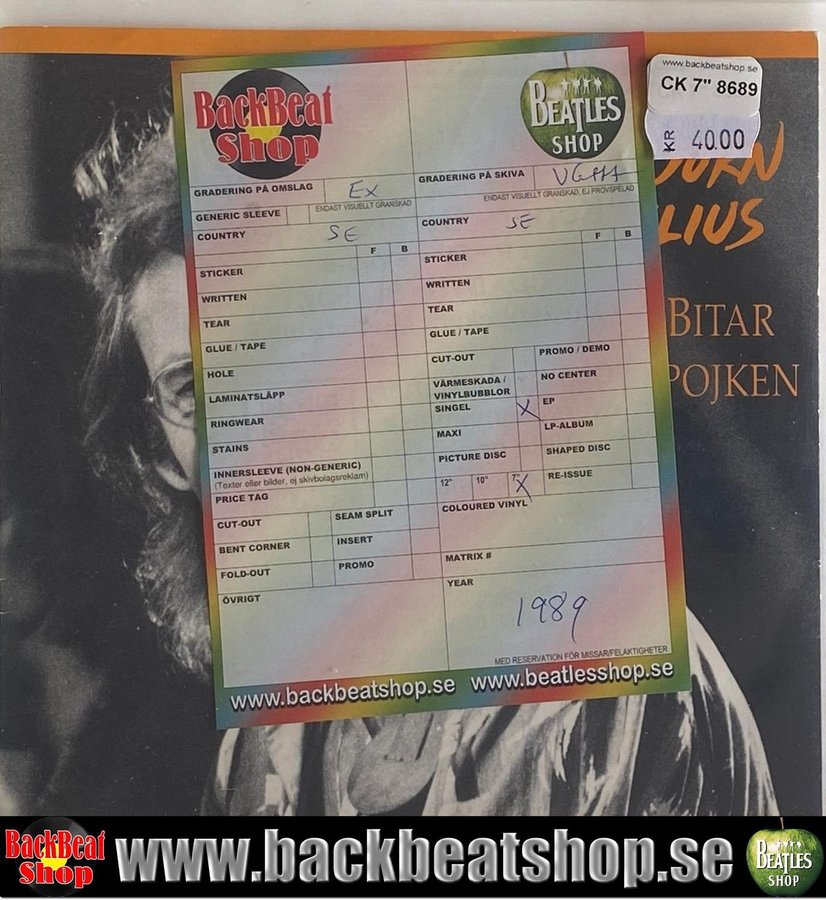 www.backbeatshop.se
CK 7" 8689
KR 40.00
LIUS
BITAR
POJKEN
BackBeat
Shop
BEATLES
SHOP
GRADERING PÅ OMSLAG Ex
ENDAST VISUELLT GRANSKAD
GENERIC SLEEVE
COUNTRY SE
F B
STICKER
WRITTEN
TEAR
GLUE / TAPE
HOLE
LAMINATSLÄPP
RINGWEAR
STAINS
INNERSLEEVE (NON-GENERIC)
(Texter eller bilder, ej skivbolagsreklam)
PRICE TAG
CUT-OUT SEAM SPLIT
BENT CORNER INSERT
FOLD-OUT PROMO
ÖVRIGT
GRADERING PÅ SKIVA
ENDAST VISUELLT GRANSKAD, EJ PROVSPELAD
COUNTRY SE
F B
STICKER
WRITTEN
TEAR
GLUE / TAPE
CUT-OUT PROMO / DEMO
VÄRMESKADA / NO CENTER
VINYLBUBBLOR
SINGEL X EP
MAXI LP-ALBUM
PICTURE DISC SHAPED DISC
12" 10" 7" X RE-ISSUE
COLOURED VINYL
MATRIX #
YEAR
1989
MED RESERVATION FÖR MISSAR/FELAKTIGHETER
www.backbeatshop.se www.beatlesshop.se
BackBeat
Shop
www.backbeatshop.se
BEATLES
SHOP